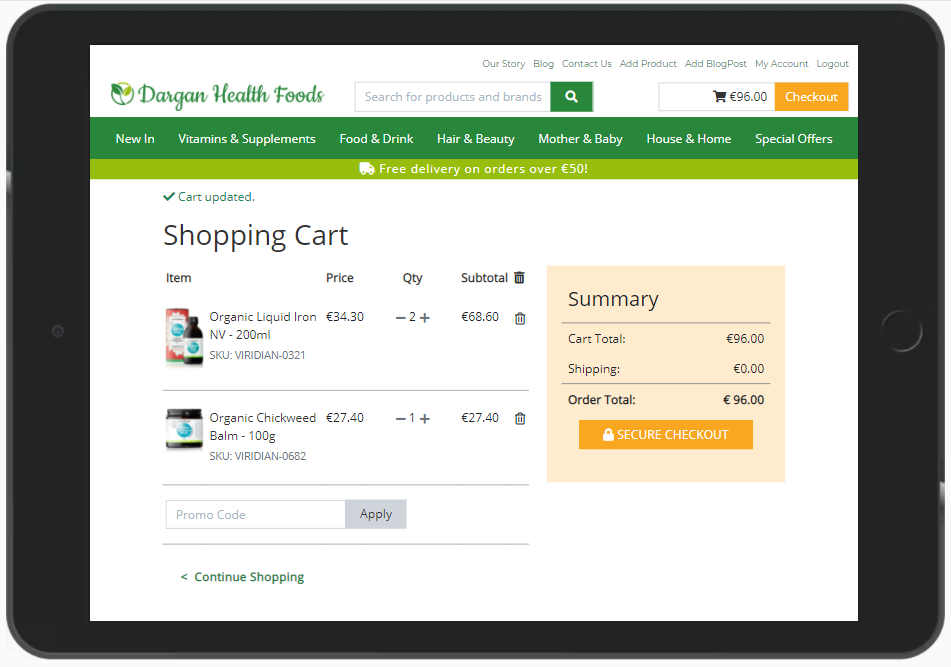 Our Story Blog Contact Us Add Product Add BlogPost My Account Logout
Dargan Health Foods
Search for products and brands
€96.00 Checkout
New In Vitamins & Supplements Food & Drink Hair & Beauty Mother & Baby House & Home Special Offers
Free delivery on orders over €50!
Cart updated.
Shopping Cart
Item Price Qty Subtotal
Organic Liquid Iron €34.30 2 €68.60
NV - 200ml
SKU: VIRIDIAN-0321
Organic Chickweed €27.40 1 €27.40
Balm - 100g
SKU: VIRIDIAN-0682
Promo Code Apply
< Continue Shopping
Summary
Cart Total: €96.00
Shipping: €0.00
Order Total: € 96.00
SECURE CHECKOUT